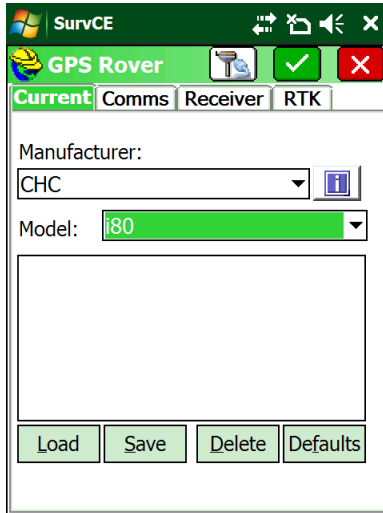 SurvCE
GPS Rover
Current Comms Receiver RTK
Manufacturer:
CHC
Model: i80
Load Save Delete Defaults